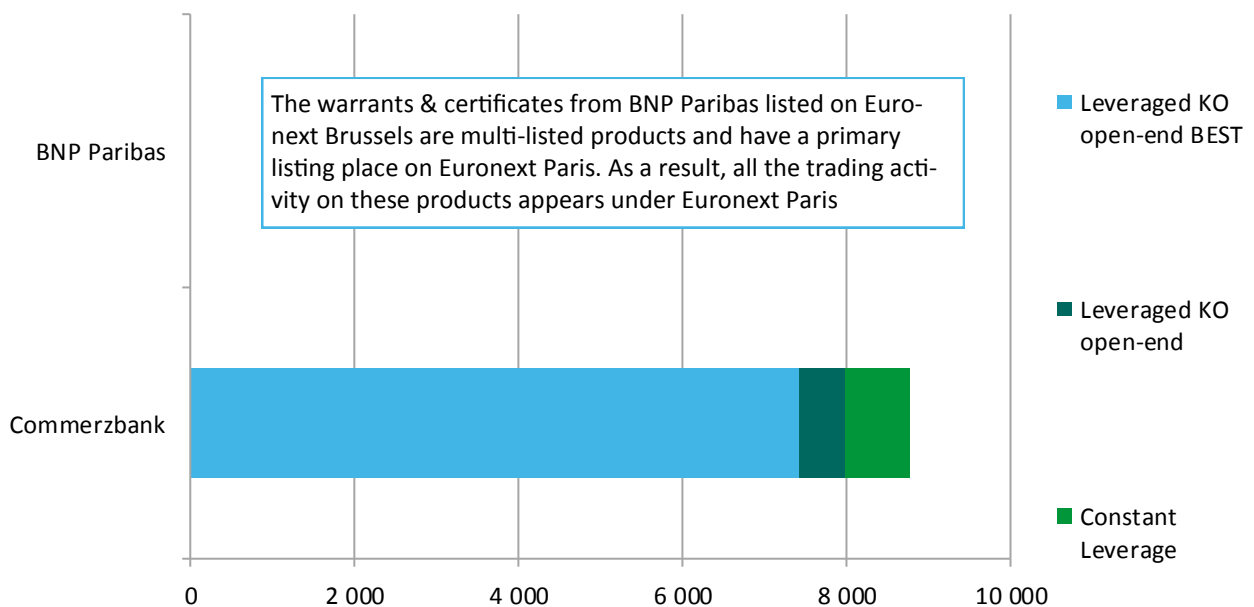 BNP Paribas
The warrants & certificates from BNP Paribas listed on Euro-
next Brussels are multi-listed products and have a primary
listing place on Euronext Paris. As a result, all the trading acti-
vity on these products appears under Euronext Paris
Commerzbank
0 2 000 4 000 6 000 8 000 10 000
Leveraged KO
open-end BEST
Leveraged KO
open-end
Constant
Leverage